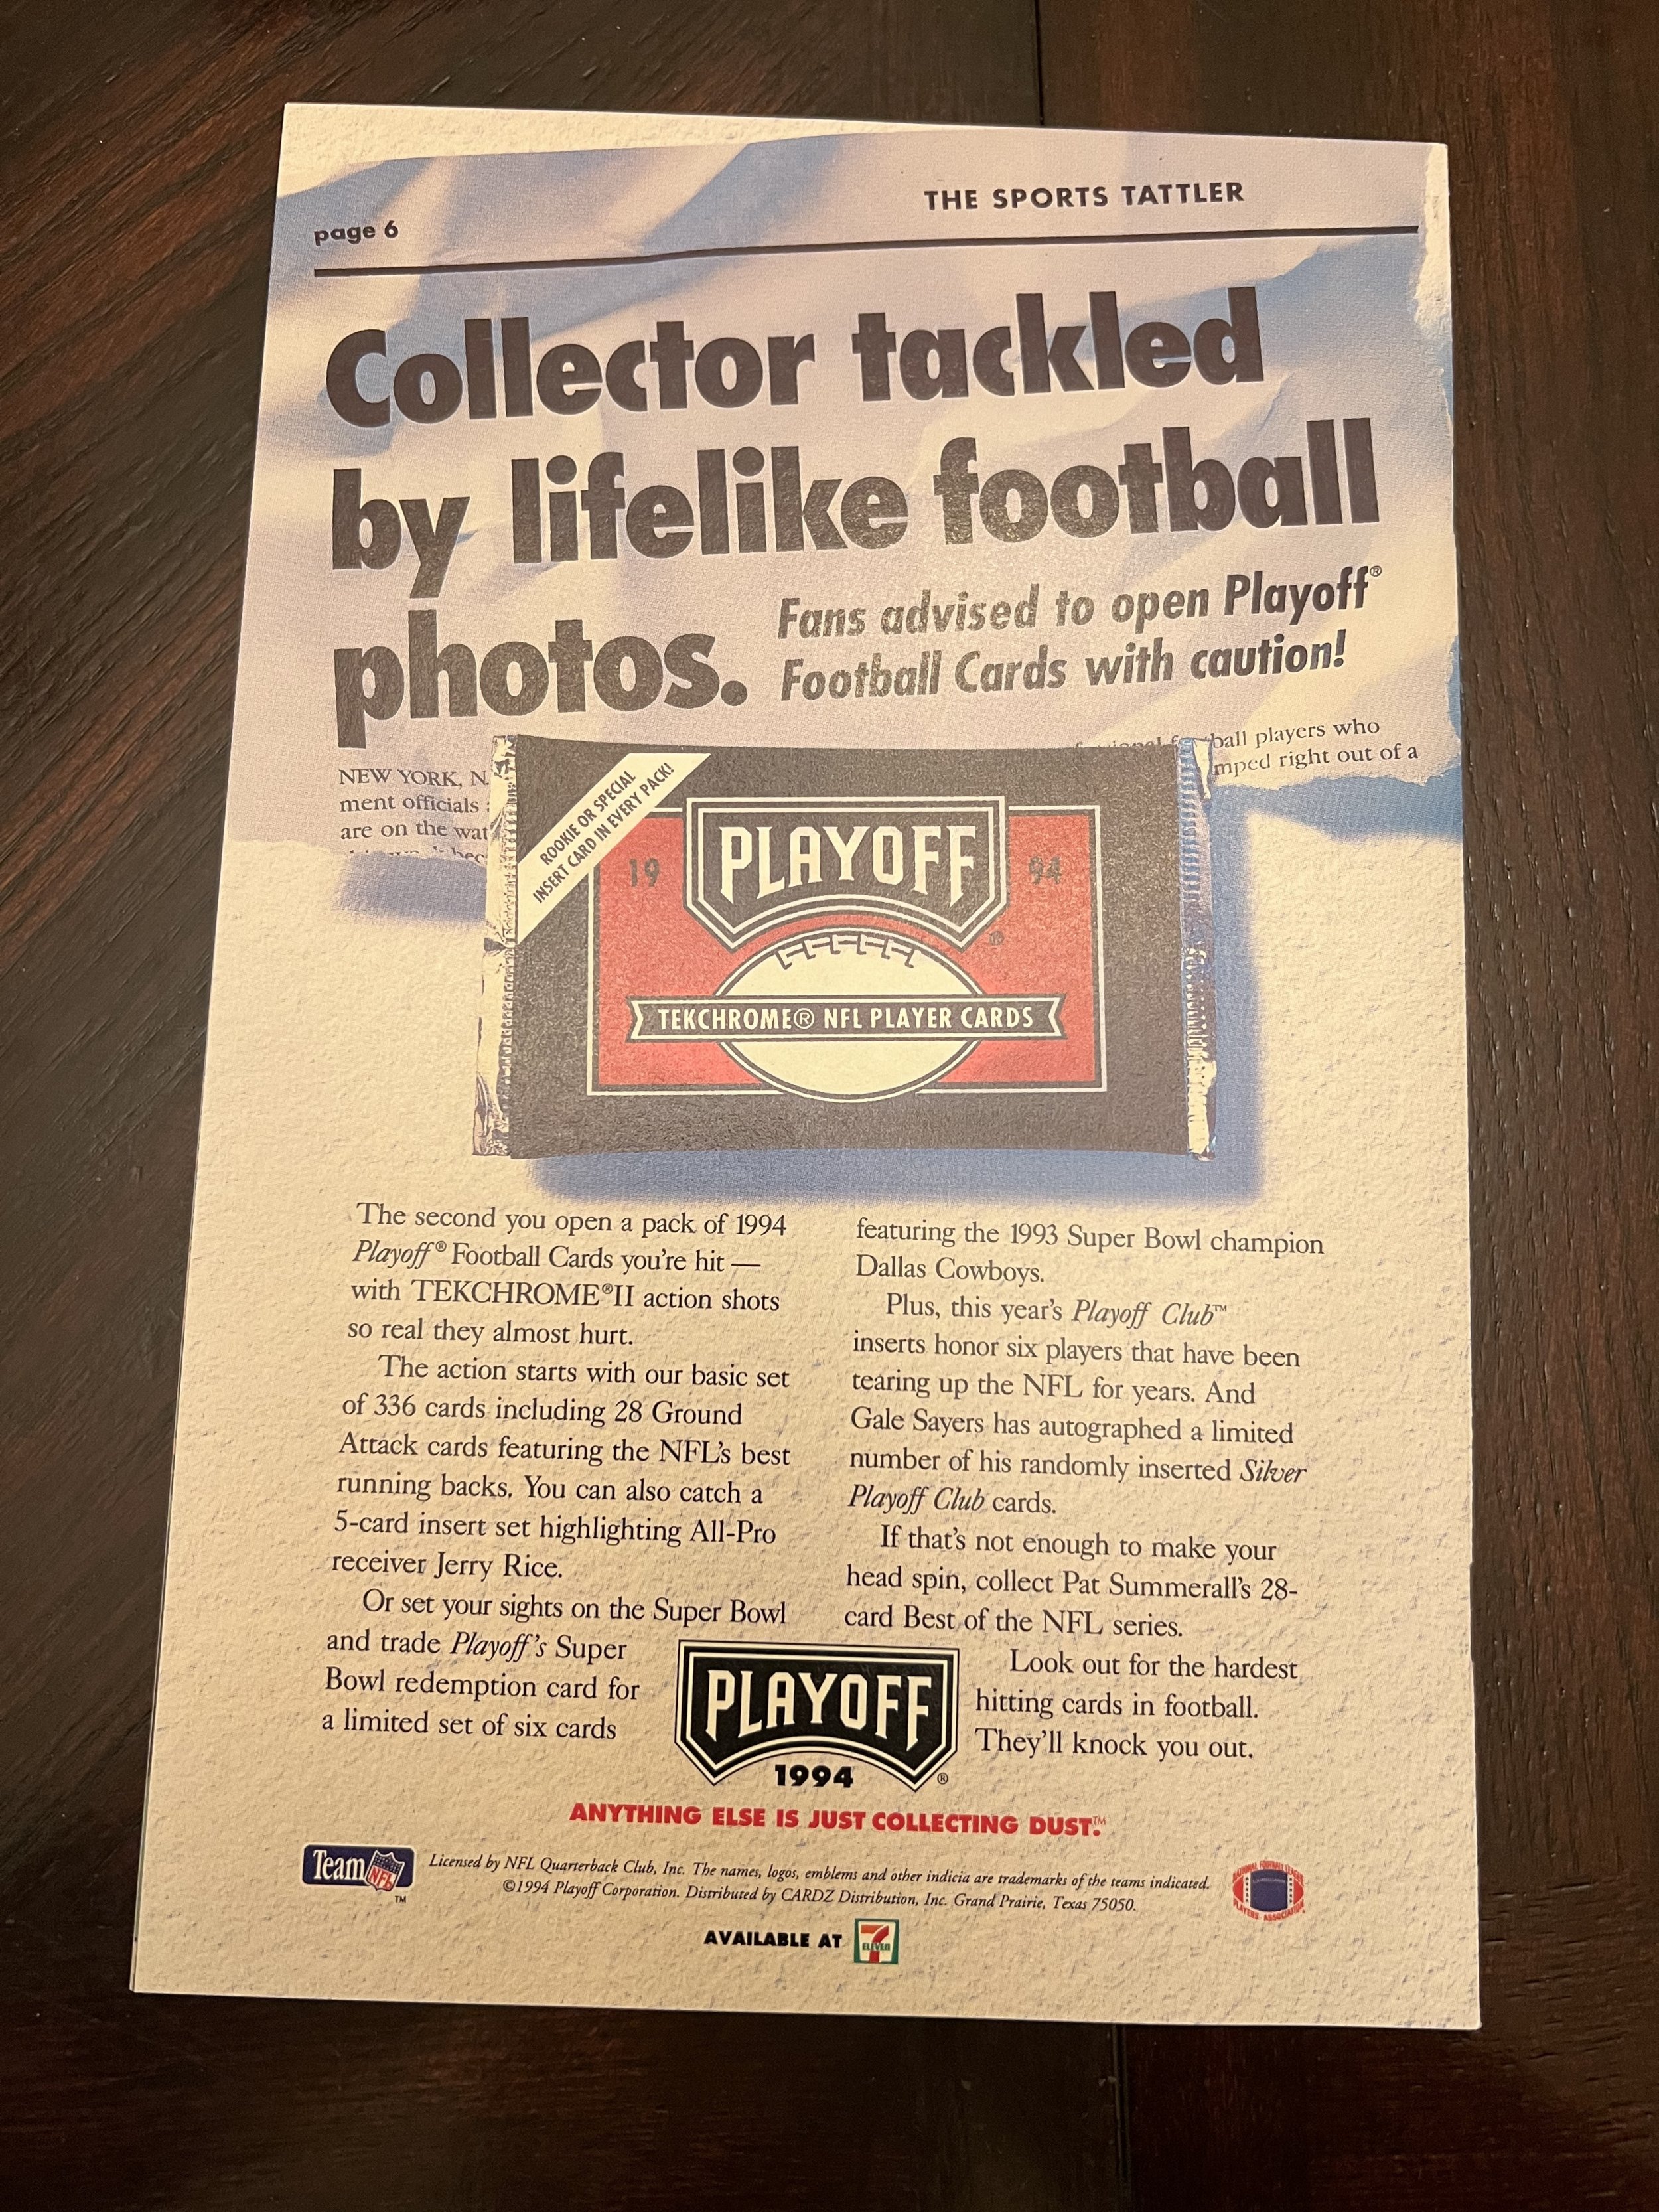 page 6
THE SPORTS TATTLER
Collector tackled
by lifelike football
photos.
Fans advised to open Playoff®
Football Cards with caution!
NEW YORK, N.
ment officials
are on the wat
ball players who
mped right out of a
ROOKIE OR SPECIAL
INSERT CARD IN EVERY PACK!
19 PLAYOFF 94
®
TEKCHROME® NFL PLAYER CARDS
The second you open a pack of 1994
Playoff® Football Cards you're hit —
with TEKCHROME®II action shots
so real they almost hurt.
The action starts with our basic set
of 336 cards including 28 Ground
Attack cards featuring the NFL's best
running backs. You can also catch a
5-card insert set highlighting All-Pro
receiver Jerry Rice.
Or set your sights on the Super Bowl
and trade Playoff's Super
Bowl redemption card for
a limited set of six cards
featuring the 1993 Super Bowl champion
Dallas Cowboys.
Plus, this year's Playoff Club™
inserts honor six players that have been
tearing up the NFL for years. And
Gale Sayers has autographed a limited
number of his randomly inserted Silver
Playoff Club cards.
If that's not enough to make your
head spin, collect Pat Summerall's 28-
card Best of the NFL series.
Look out for the hardest
hitting cards in football.
They'll knock you out.
PLAYOFF
1994 ®
ANYTHING ELSE IS JUST COLLECTING DUST.™
Team NFL ™
Licensed by NFL Quarterback Club, Inc. The names, logos, emblems and other indicia are trademarks of the teams indicated.
©1994 Playoff Corporation. Distributed by CARDZ Distribution, Inc. Grand Prairie, Texas 75050.
NATIONAL FOOTBALL LEAGUE
PLAYERS ASSOCIATION
AVAILABLE AT 7 ELEVEN